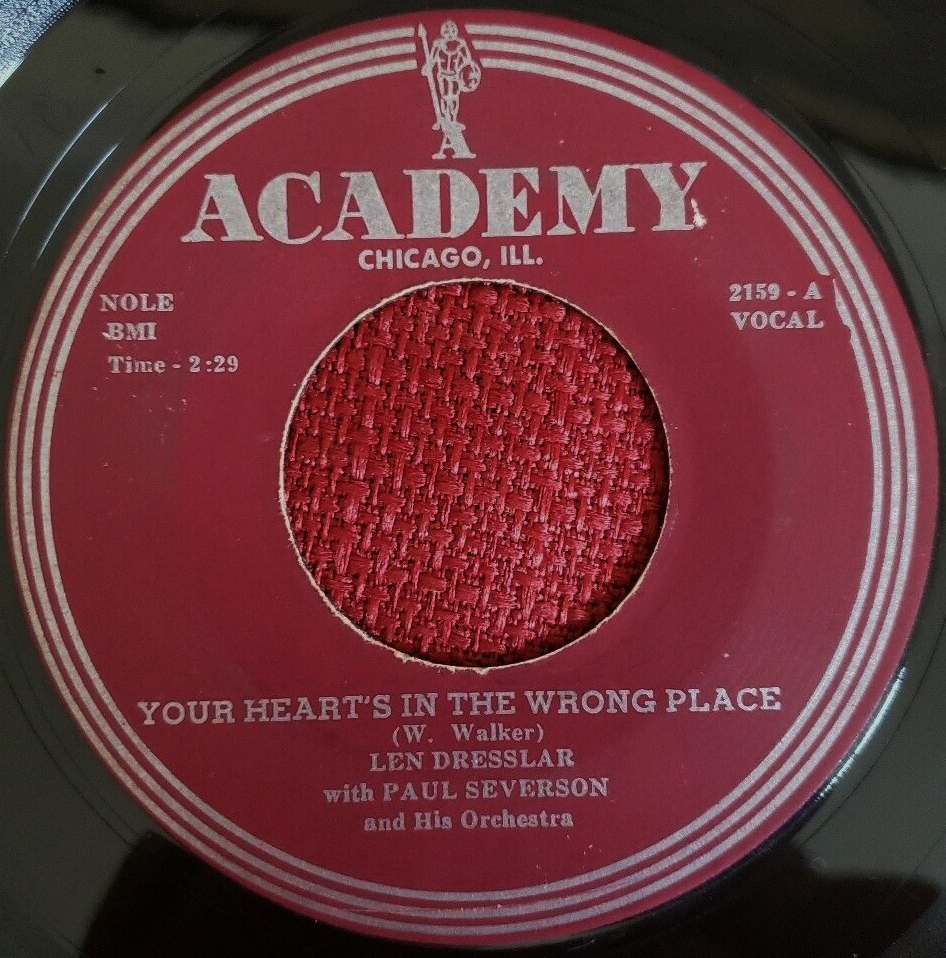 A
ACADEMY
CHICAGO, ILL.
NOLE
BMI
Time - 2:29
2159 - A
VOCAL
YOUR HEART'S IN THE WRONG PLACE
(W. Walker)
LEN DRESSLAR
with PAUL SEVERSON
and His Orchestra